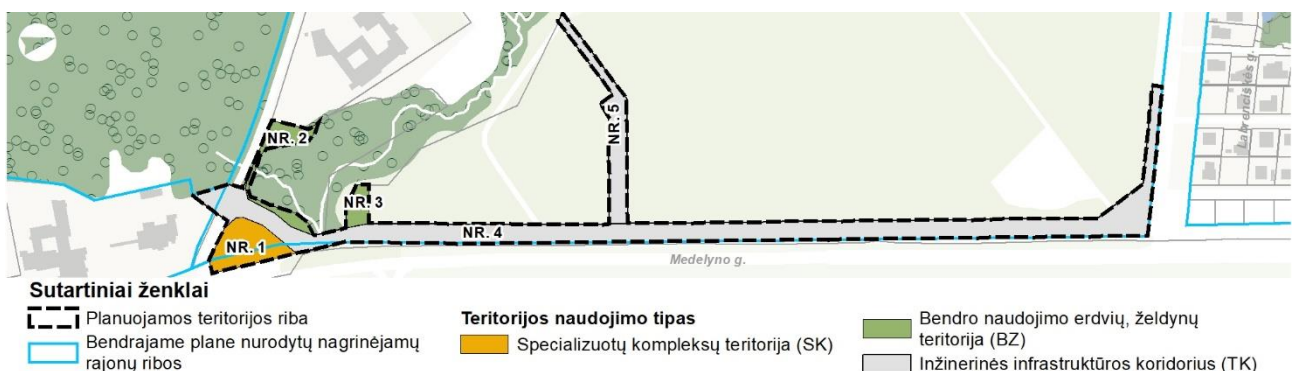 NR. 2
NR. 3
NR. 5
NR. 1
NR. 4
Labrenciškės g.
Medelyno g.
Sutartiniai ženklai
Planuojamos teritorijos riba
Bendrajame plane nurodytų nagrinėjamų
rajonų ribos
Teritorijos naudojimo tipas
Specializuotų kompleksų teritorija (SK)
Bendro naudojimo erdvių, želdynų
teritorija (BZ)
Inžinerinės infrastruktūros koridorius (TK)